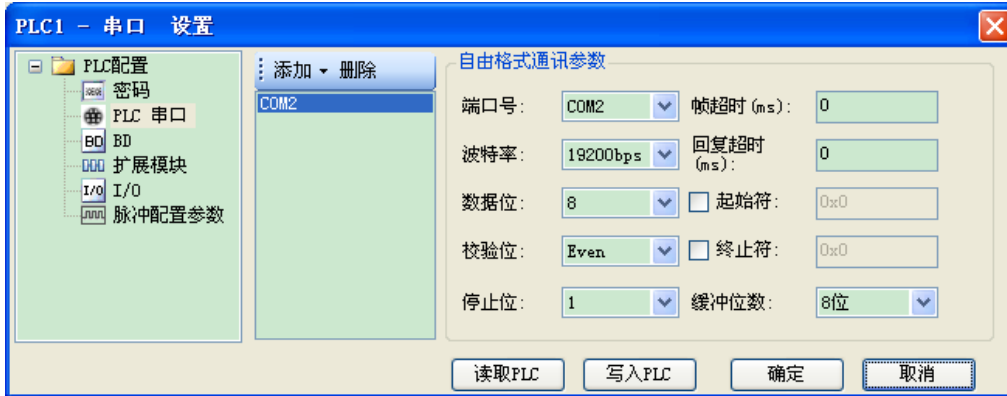 PLC1 - 串口 设置
PLC配置
密码
PLC 串口
BD BD
扩展模块
I/O I/O
脉冲配置参数
添加 删除
COM2
自由格式通讯参数
端口号: COM2 帧超时(ms): 0
波特率: 19200bps 回复超时(ms): 0
数据位: 8 起始符: 0x0
校验位: Even 终止符: 0x0
停止位: 1 缓冲位数: 8位
读取PLC 写入PLC 确定 取消